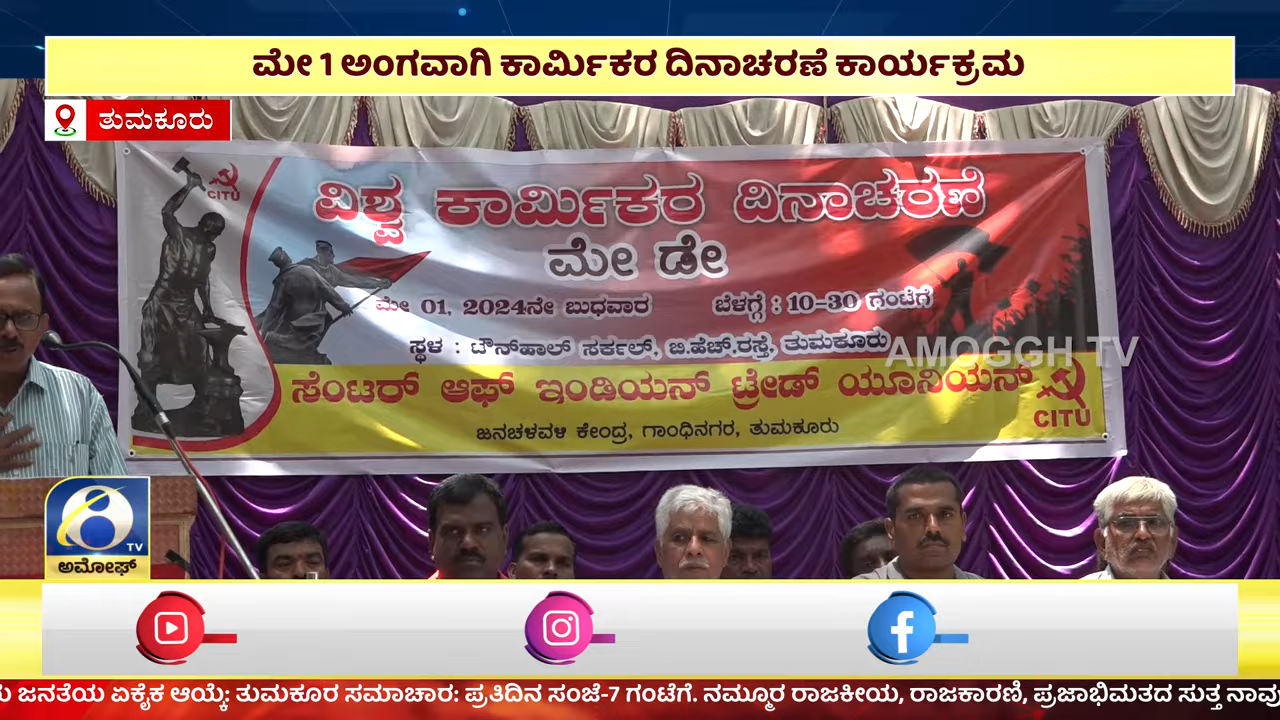 ಮೇ 1 ಅಂಗವಾಗಿ ಕಾರ್ಮಿಕರ ದಿನಾಚರಣೆ ಕಾರ್ಯಕ್ರಮ
ತುಮಕೂರು
CITU
ವಿಶ್ವ ಕಾರ್ಮಿಕರ ದಿನಾಚರಣೆ
ಮೇ ಡೇ
ಮೇ 01, 2024ನೇ ಬುಧವಾರ ಬೆಳಗ್ಗೆ : 10-30 ಗಂಟೆಗೆ
ಸ್ಥಳ : ಟೌನ್‌ಹಾಲ್ ಸರ್ಕಲ್, ಬಿ.ಹೆಚ್.ರಸ್ತೆ, ತುಮಕೂರು
AMOGGH TV
ಸೆಂಟರ್ ಆಫ್ ಇಂಡಿಯನ್ ಟ್ರೇಡ್ ಯೂನಿಯನ್
CITU
ಜನಚಳವಳಿ ಕೇಂದ್ರ, ಗಾಂಧಿನಗರ, ತುಮಕೂರು
TV
ಅಮೋಘ್
ಜನತೆಯ ಏಕೈಕ ಆಯ್ಕೆ: ತುಮಕೂರ ಸಮಾಚಾರ: ಪ್ರತಿದಿನ ಸಂಜೆ-7 ಗಂಟೆಗೆ. ನಮ್ಮೂರ ರಾಜಕೀಯ, ರಾಜಕಾರಣಿ, ಪ್ರಜಾಭಿಮತದ ಸುತ್ತ ನಾವು